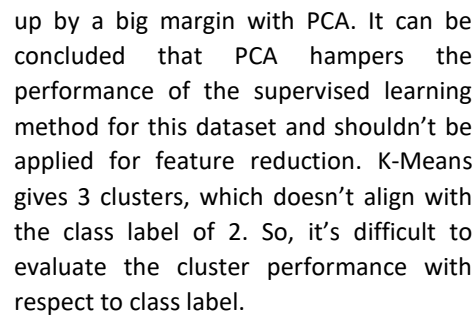 up by a big margin with PCA. It can be
concluded that PCA hampers the
performance of the supervised learning
method for this dataset and shouldn’t be
applied for feature reduction. K-Means
gives 3 clusters, which doesn’t align with
the class label of 2. So, it’s difficult to
evaluate the cluster performance with
respect to class label.